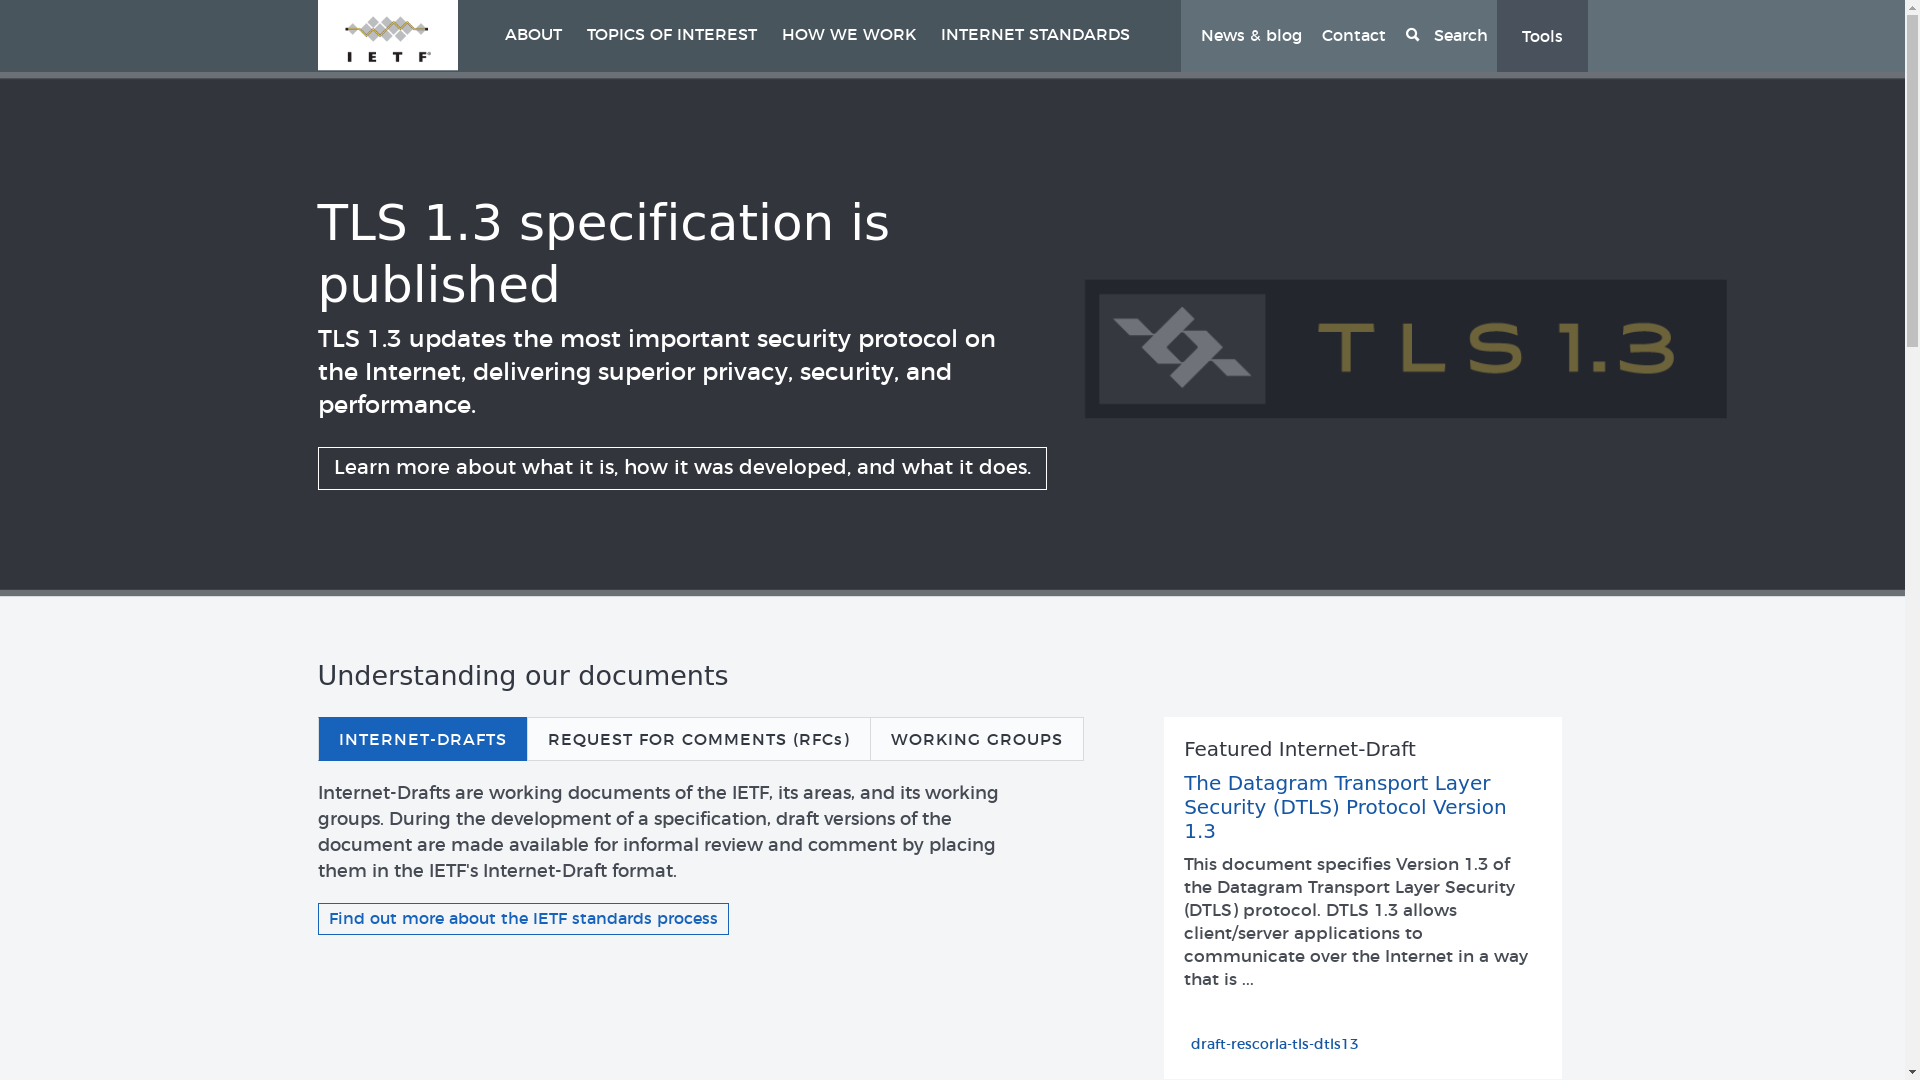 IETF®
ABOUT
TOPICS OF INTEREST
HOW WE WORK
INTERNET STANDARDS
News & blog
Contact
Search
Tools
TLS 1.3 specification is
published
TLS 1.3 updates the most important security protocol on
the Internet, delivering superior privacy, security, and
performance.
Learn more about what it is, how it was developed, and what it does.
TLS 1.3
Understanding our documents
INTERNET-DRAFTS
REQUEST FOR COMMENTS (RFCs)
WORKING GROUPS
Internet-Drafts are working documents of the IETF, its areas, and its working
groups. During the development of a specification, draft versions of the
document are made available for informal review and comment by placing
them in the IETF's Internet-Draft format.
Find out more about the IETF standards process
Featured Internet-Draft
The Datagram Transport Layer
Security (DTLS) Protocol Version
1.3
This document specifies Version 1.3 of
the Datagram Transport Layer Security
(DTLS) protocol. DTLS 1.3 allows
client/server applications to
communicate over the Internet in a way
that is ...
draft-rescorla-tls-dtls13